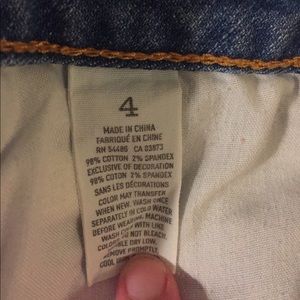 4
MADE IN CHINA
FABRIQUÉ EN CHINE
RN 54486 CA 03973
98% COTTON 2% SPANDEX
EXCLUSIVE OF DECORATION
98% COTON 2% SPANDEX
SANS LES DÉCORATIONS
COLOR MAY TRANSFER
WHEN NEW. WASH ONCE
SEPARATELY IN COLD WATER
BEFORE WEARING. MACHINE
WASH COLD WITH LIKE
COLORS. DO NOT BLEACH.
TUMBLE DRY LOW.
REMOVE PROMPTLY.
COOL IRON